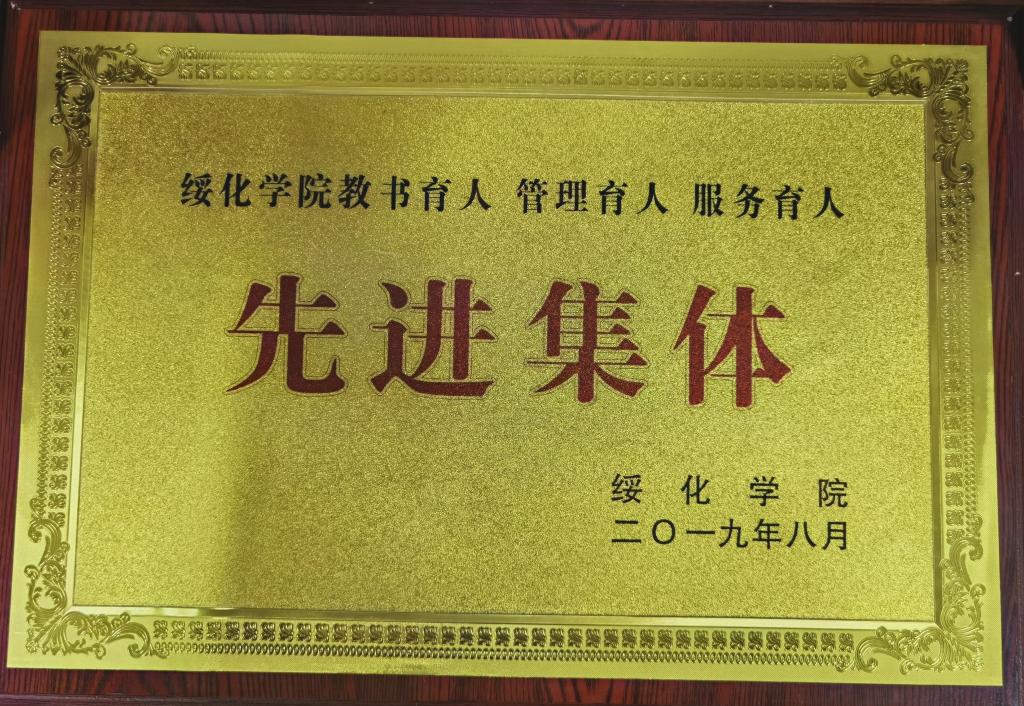 绥化学院教书育人 管理育人 服务育人
先进集体
绥化学院
二〇一九年八月